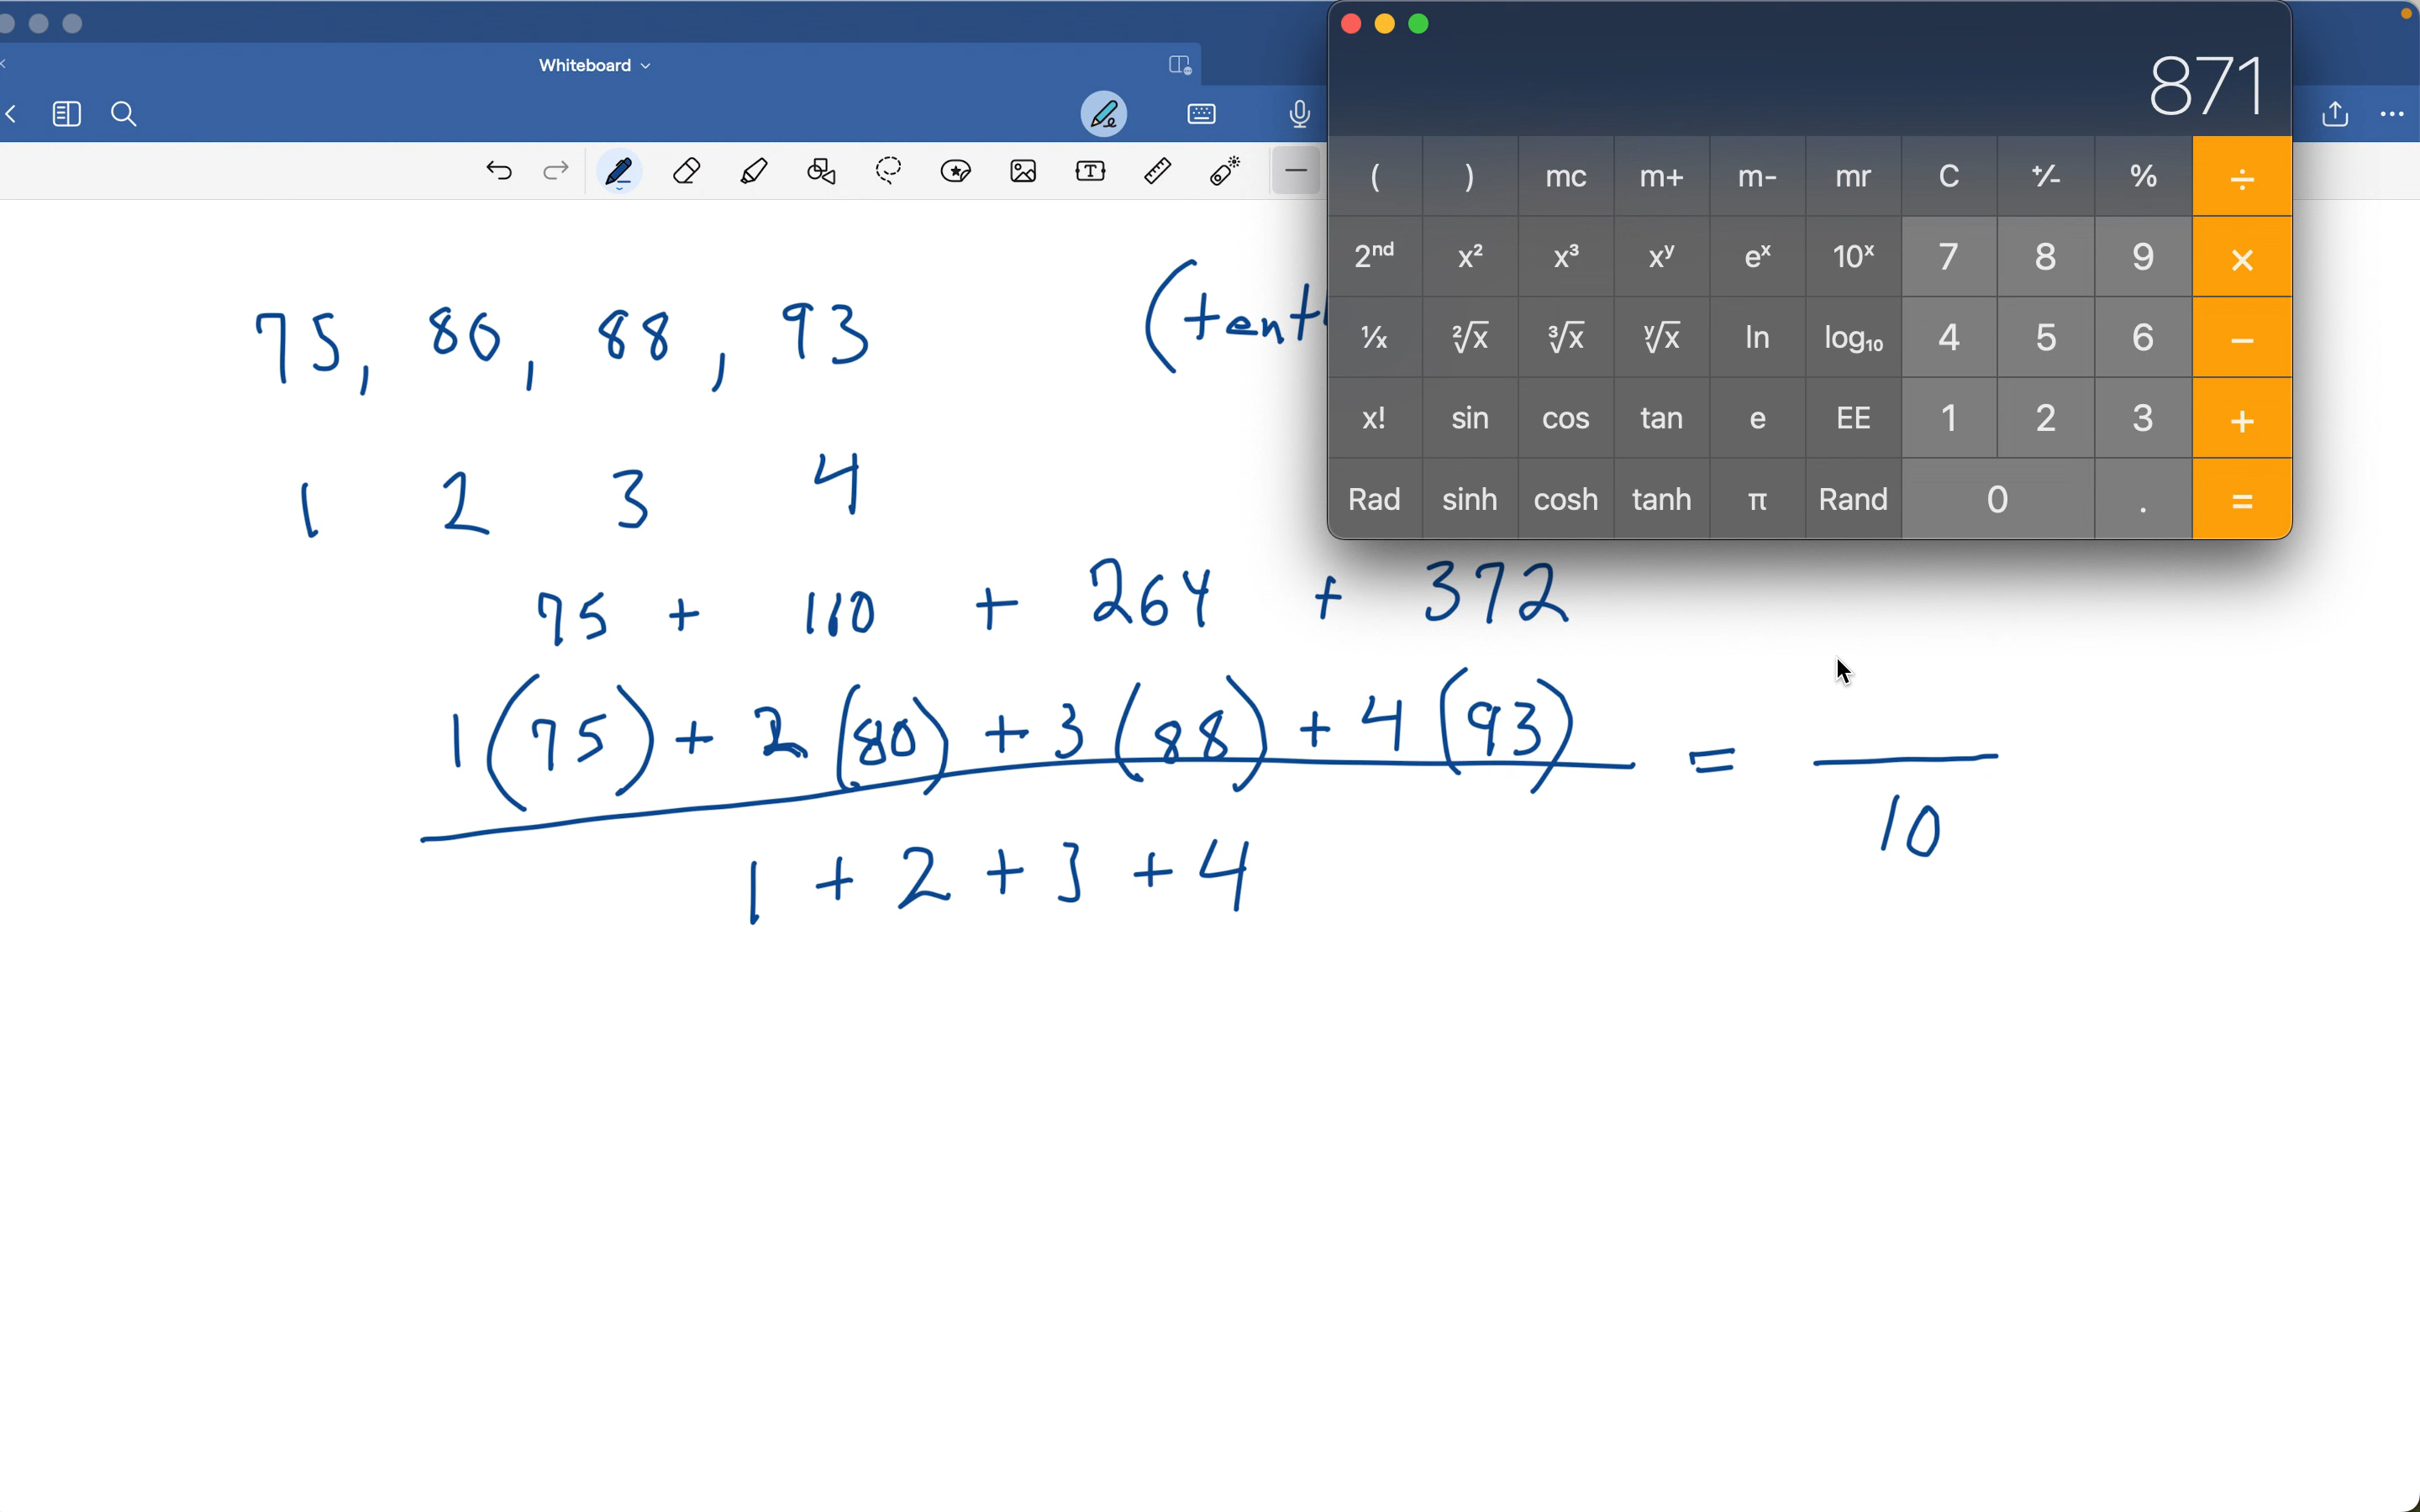 Whiteboard
871
( ) mc m+ m- mr C +/- % ÷
2nd x² x³ xʸ eˣ 10ˣ 7 8 9 ×
1/x ²√x ³√x ʸ√x ln log₁₀ 4 5 6 −
x! sin cos tan e EE 1 2 3 +
Rad sinh cosh tanh π Rand 0 . =
75, 80, 88, 93 (tent
1 2 3 4
75 + 160 + 264 + 372
1(75) + 2(80) + 3(88) + 4(93) =
1 + 2 + 3 + 4 10